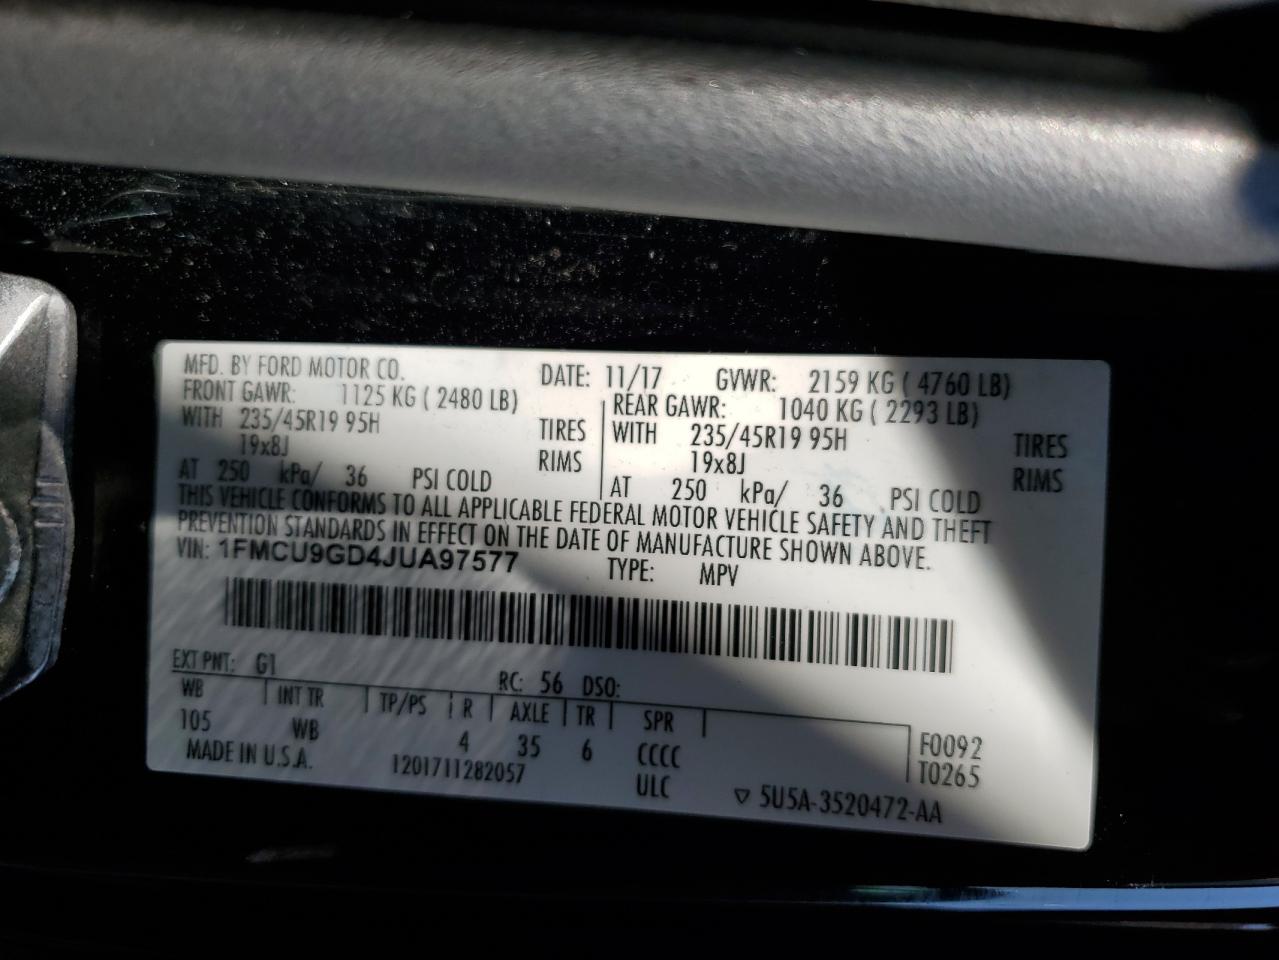 MFD. BY FORD MOTOR CO. DATE: 11/17 GVWR: 2159 KG ( 4760 LB)
FRONT GAWR: 1125 KG ( 2480 LB) REAR GAWR: 1040 KG ( 2293 LB)
WITH 235/45R19 95H TIRES WITH 235/45R19 95H TIRES
19x8J RIMS 19x8J RIMS
AT 250 kPa/ 36 PSI COLD AT 250 kPa/ 36 PSI COLD
THIS VEHICLE CONFORMS TO ALL APPLICABLE FEDERAL MOTOR VEHICLE SAFETY AND THEFT
PREVENTION STANDARDS IN EFFECT ON THE DATE OF MANUFACTURE SHOWN ABOVE.
VIN: 1FMCU9GD4JUA97577 TYPE: MPV
EXT PNT: G1 RC: 56 DSO:
WB INT TR TP/PS R AXLE TR SPR
105 WB 4 35 6 CCCC F0092
MADE IN U.S.A. 1201711282057 ULC T0265
▽ 5U5A-3520472-AA